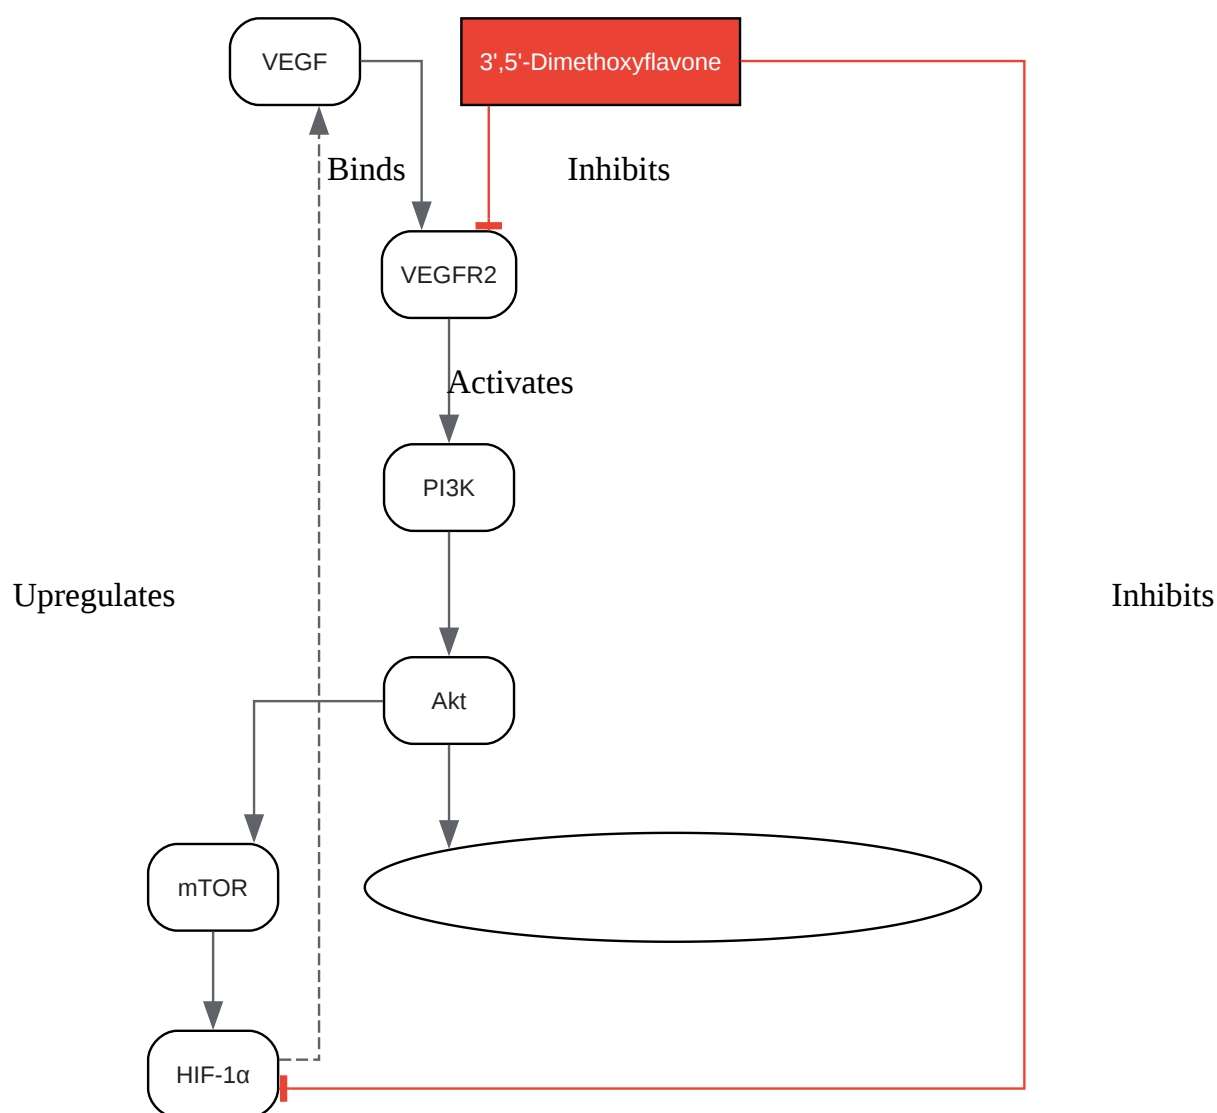 VEGF
3',5'-Dimethoxyflavone
Binds
Inhibits
VEGFR2
Activates
PI3K
Upregulates
Inhibits
Akt
mTOR
HIF-1α